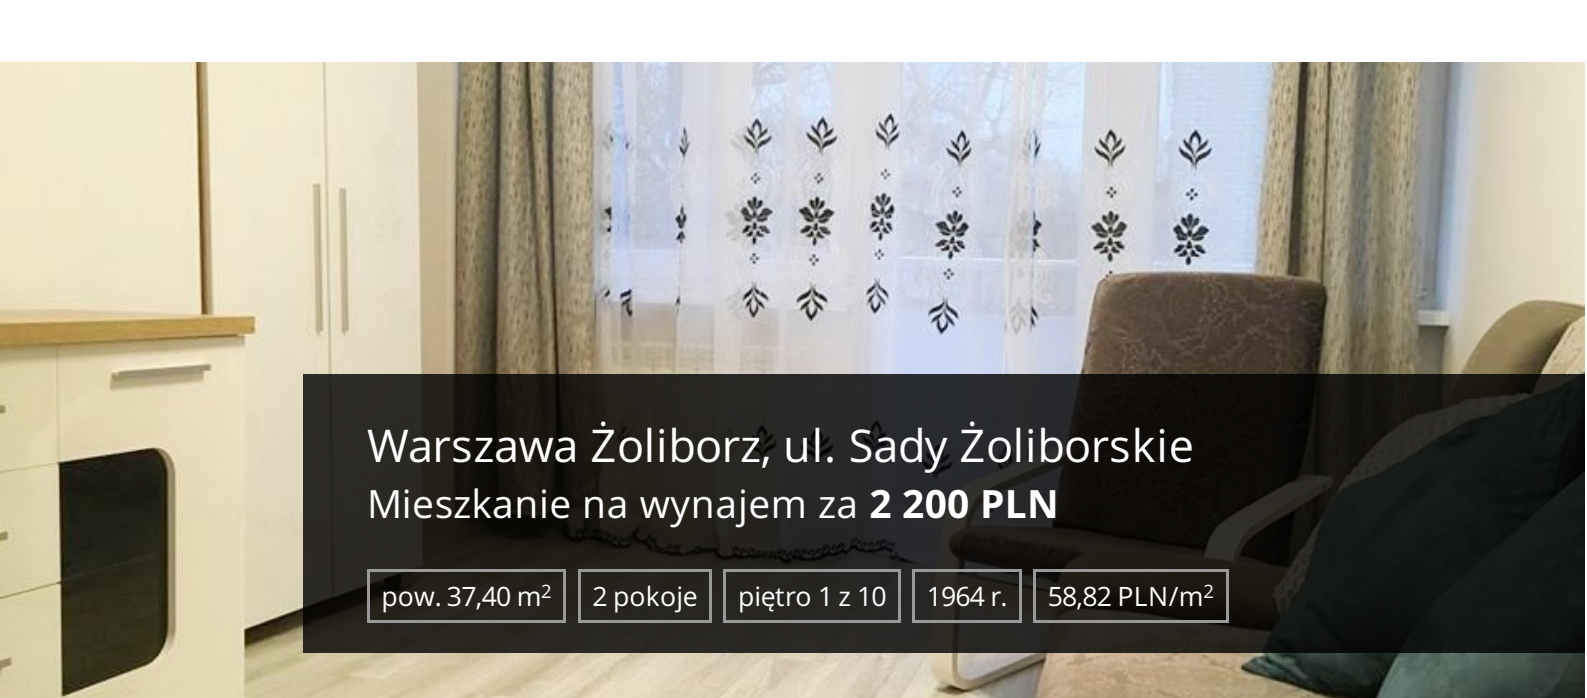 Warszawa Żoliborz, ul. Sady Żoliborskie
Mieszkanie na wynajem za 2 200 PLN
pow. 37,40 m² 2 pokoje piętro 1 z 10 1964 r. 58,82 PLN/m²